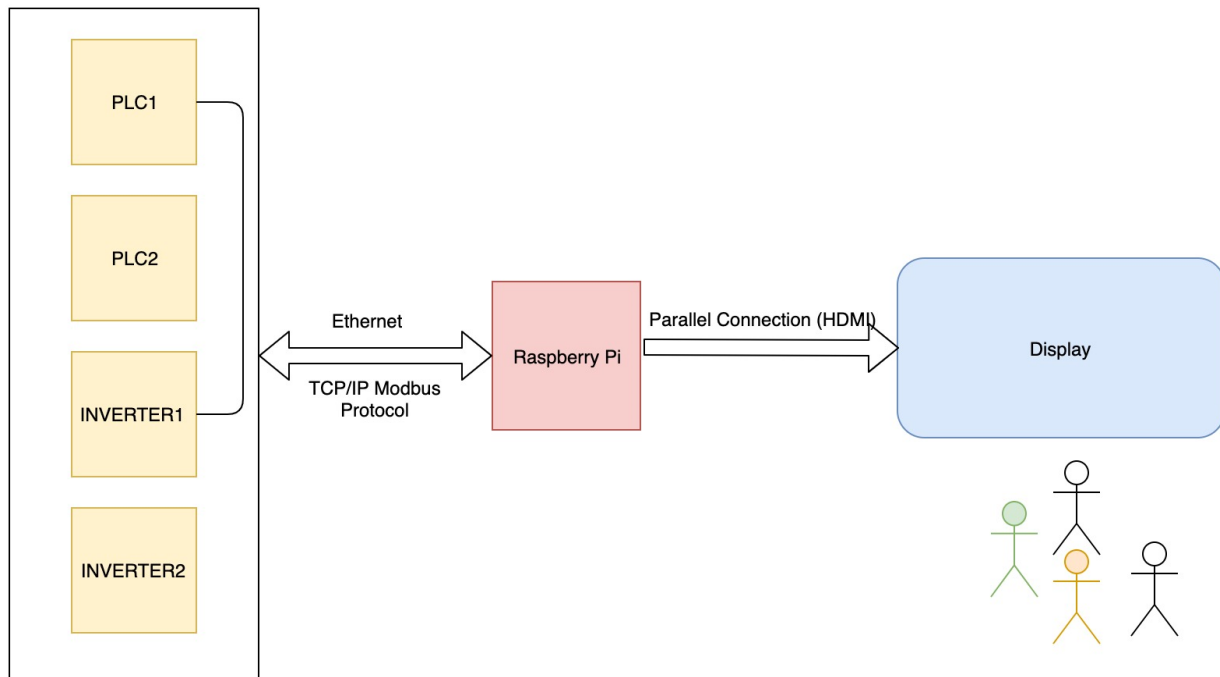 PLC1
PLC2
INVERTER1
INVERTER2
Ethernet
TCP/IP Modbus
Protocol
Raspberry Pi
Parallel Connection (HDMI)
Display